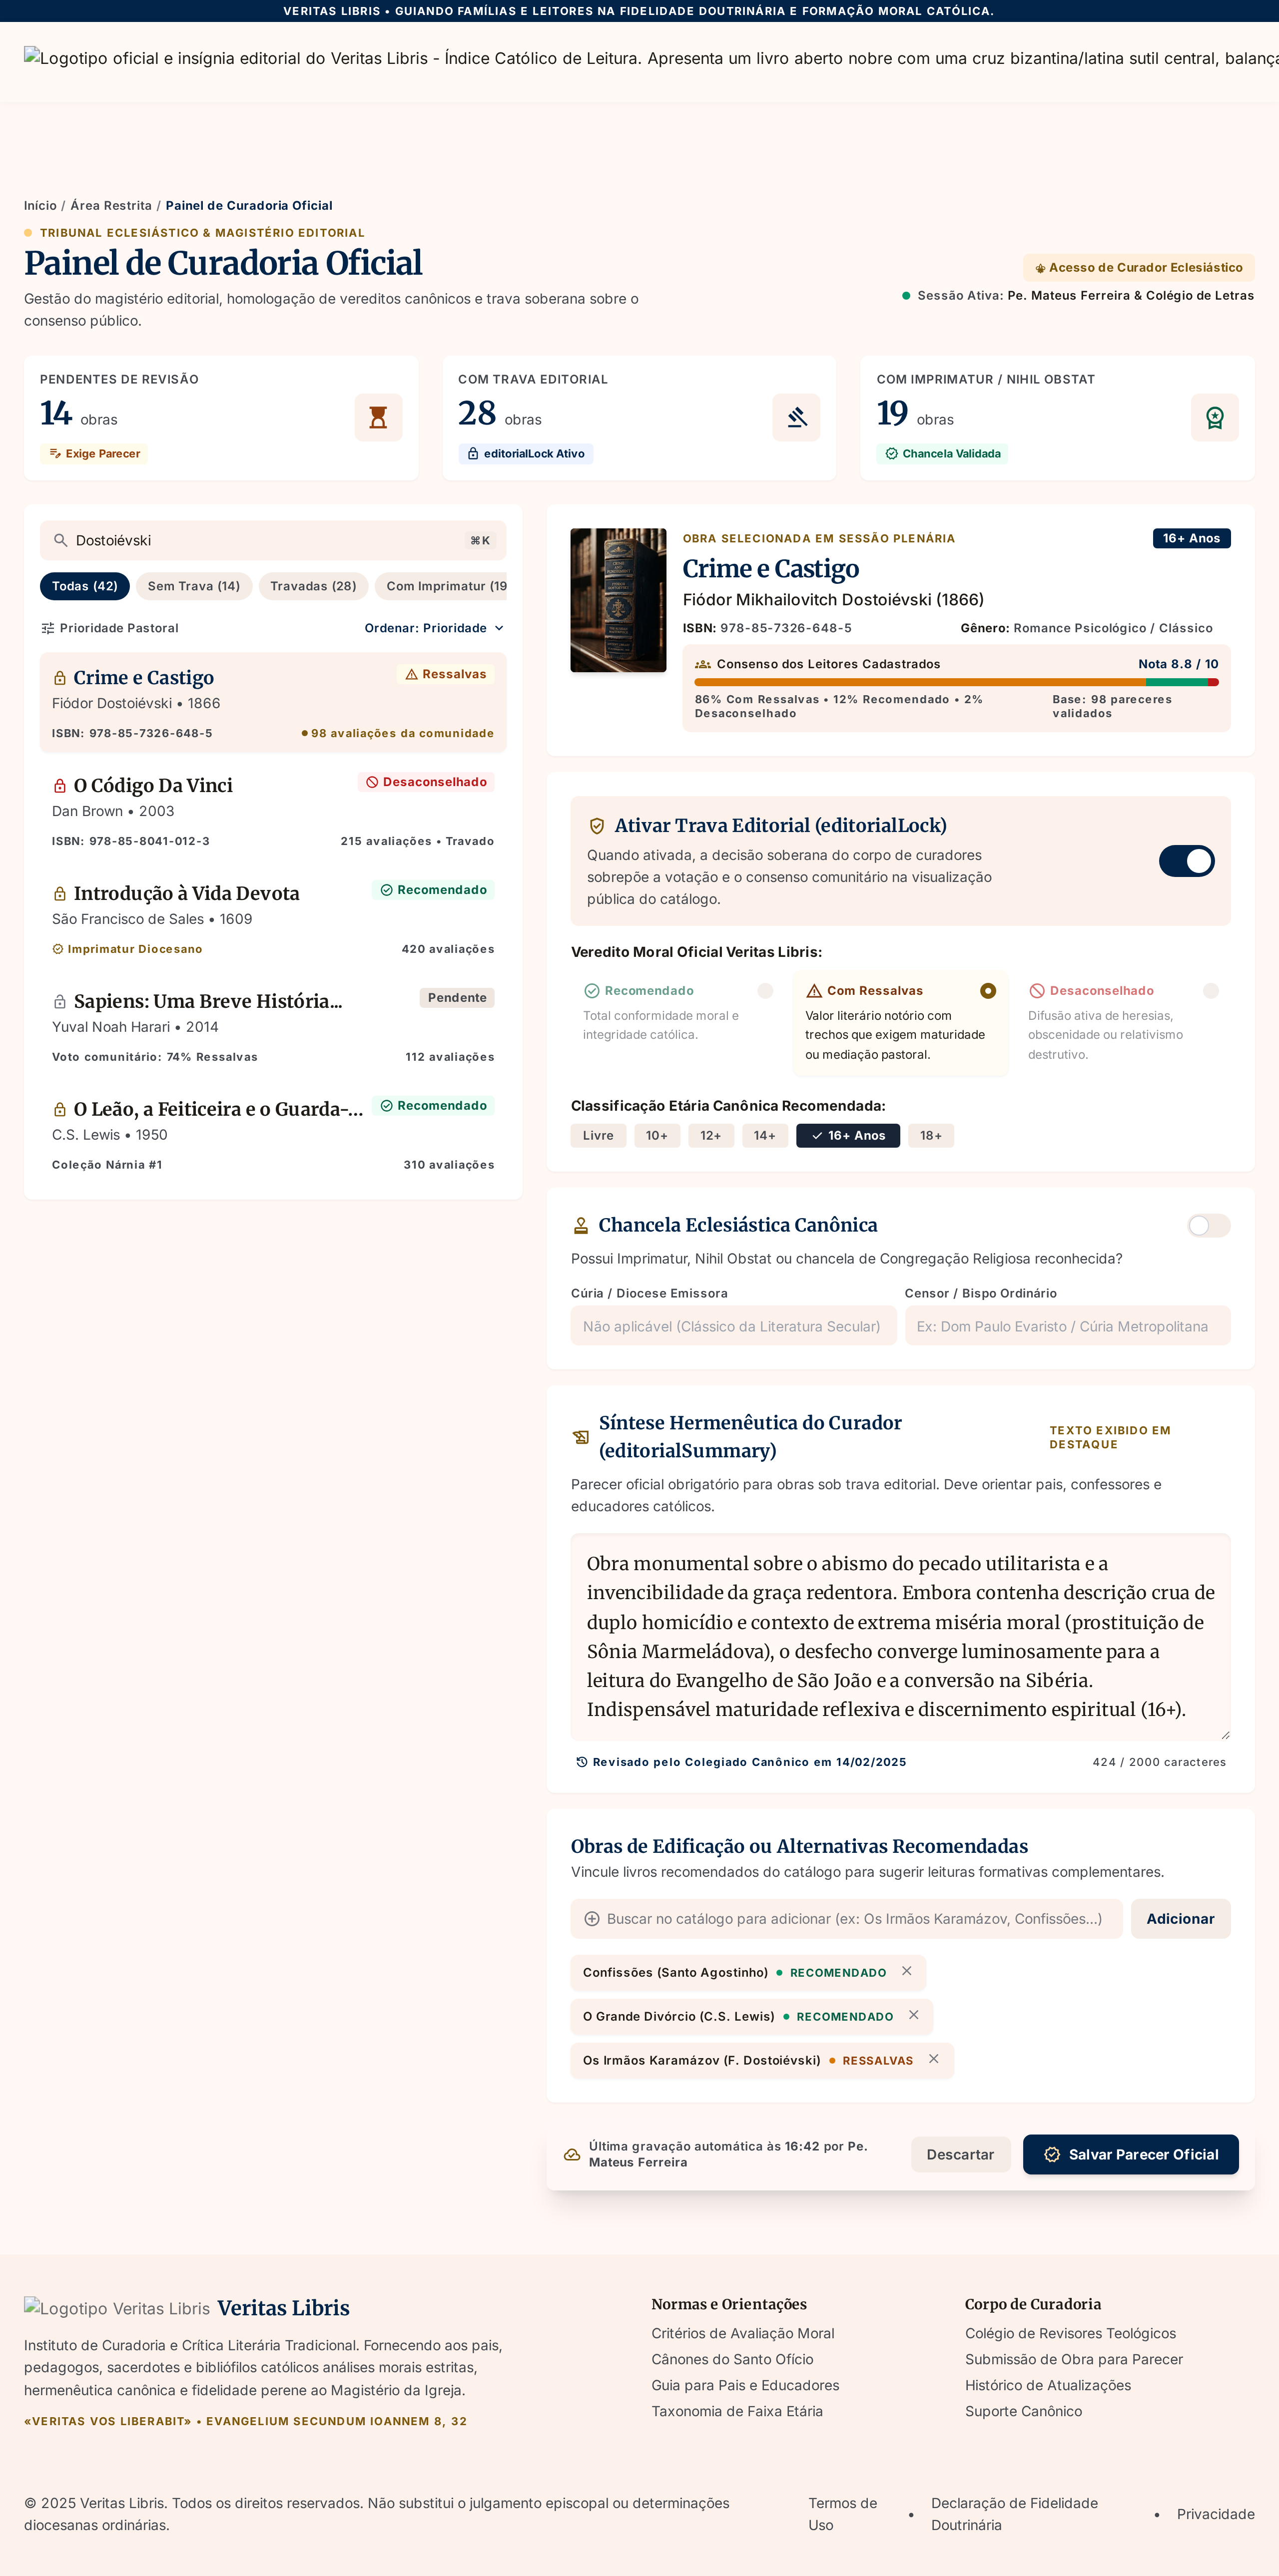 VERITAS LIBRIS • GUIANDO FAMÍLIAS E LEITORES NA FIDELIDADE DOUTRINÁRIA E FORMAÇÃO MORAL CATÓLICA.
Logotipo oficial e insígnia editorial do Veritas Libris - Índice Católico de Leitura. Apresenta um livro aberto nobre com uma cruz bizantina/latina sutil central, balança
Início / Área Restrita / Painel de Curadoria Oficial
TRIBUNAL ECLESIÁSTICO & MAGISTÉRIO EDITORIAL
Painel de Curadoria Oficial
Gestão do magistério editorial, homologação de vereditos canônicos e trava soberana sobre o
consenso público.
Acesso de Curador Eclesiástico
Sessão Ativa: Pe. Mateus Ferreira & Colégio de Letras
PENDENTES DE REVISÃO
14 obras
Exige Parecer
COM TRAVA EDITORIAL
28 obras
editorialLock Ativo
COM IMPRIMATUR / NIHIL OBSTAT
19 obras
Chancela Validada
Dostoiévski
⌘K
Todas (42)
Sem Trava (14)
Travadas (28)
Com Imprimatur (19
Prioridade Pastoral
Ordenar: Prioridade
Crime e Castigo
Ressalvas
Fiódor Dostoiévski • 1866
ISBN: 978-85-7326-648-5
98 avaliações da comunidade
O Código Da Vinci
Desaconselhado
Dan Brown • 2003
ISBN: 978-85-8041-012-3
215 avaliações • Travado
Introdução à Vida Devota
Recomendado
São Francisco de Sales • 1609
Imprimatur Diocesano
420 avaliações
Sapiens: Uma Breve História...
Pendente
Yuval Noah Harari • 2014
Voto comunitário: 74% Ressalvas
112 avaliações
O Leão, a Feiticeira e o Guarda-...
Recomendado
C.S. Lewis • 1950
Coleção Nárnia #1
310 avaliações
OBRA SELECIONADA EM SESSÃO PLENÁRIA
16+ Anos
Crime e Castigo
Fiódor Mikhailovitch Dostoiévski (1866)
ISBN: 978-85-7326-648-5
Gênero: Romance Psicológico / Clássico
Consenso dos Leitores Cadastrados
Nota 8.8 / 10
86% Com Ressalvas • 12% Recomendado • 2%
Desaconselhado
Base: 98 pareceres
validados
Ativar Trava Editorial (editorialLock)
Quando ativada, a decisão soberana do corpo de curadores
sobrepõe a votação e o consenso comunitário na visualização
pública do catálogo.
Veredito Moral Oficial Veritas Libris:
Recomendado
Total conformidade moral e
integridade católica.
Com Ressalvas
Valor literário notório com
trechos que exigem maturidade
ou mediação pastoral.
Desaconselhado
Difusão ativa de heresias,
obscenidade ou relativismo
destrutivo.
Classificação Etária Canônica Recomendada:
Livre
10+
12+
14+
16+ Anos
18+
Chancela Eclesiástica Canônica
Possui Imprimatur, Nihil Obstat ou chancela de Congregação Religiosa reconhecida?
Cúria / Diocese Emissora
Não aplicável (Clássico da Literatura Secular)
Censor / Bispo Ordinário
Ex: Dom Paulo Evaristo / Cúria Metropolitana
Síntese Hermenêutica do Curador
(editorialSummary)
TEXTO EXIBIDO EM
DESTAQUE
Parecer oficial obrigatório para obras sob trava editorial. Deve orientar pais, confessores e
educadores católicos.
Obra monumental sobre o abismo do pecado utilitarista e a
invencibilidade da graça redentora. Embora contenha descrição crua de
duplo homicídio e contexto de extrema miséria moral (prostituição de
Sônia Marmeládova), o desfecho converge luminosamente para a
leitura do Evangelho de São João e a conversão na Sibéria.
Indispensável maturidade reflexiva e discernimento espiritual (16+).
Revisado pelo Colegiado Canônico em 14/02/2025
424 / 2000 caracteres
Obras de Edificação ou Alternativas Recomendadas
Vincule livros recomendados do catálogo para sugerir leituras formativas complementares.
Buscar no catálogo para adicionar (ex: Os Irmãos Karamázov, Confissões...)
Adicionar
Confissões (Santo Agostinho) RECOMENDADO
O Grande Divórcio (C.S. Lewis) RECOMENDADO
Os Irmãos Karamázov (F. Dostoiévski) RESSALVAS
Última gravação automática às 16:42 por Pe.
Mateus Ferreira
Descartar
Salvar Parecer Oficial
Logotipo Veritas Libris Veritas Libris
Instituto de Curadoria e Crítica Literária Tradicional. Fornecendo aos pais,
pedagogos, sacerdotes e bibliófilos católicos análises morais estritas,
hermenêutica canônica e fidelidade perene ao Magistério da Igreja.
«VERITAS VOS LIBERABIT» • EVANGELIUM SECUNDUM IOANNEM 8, 32
Normas e Orientações
Critérios de Avaliação Moral
Cânones do Santo Ofício
Guia para Pais e Educadores
Taxonomia de Faixa Etária
Corpo de Curadoria
Colégio de Revisores Teológicos
Submissão de Obra para Parecer
Histórico de Atualizações
Suporte Canônico
© 2025 Veritas Libris. Todos os direitos reservados. Não substitui o julgamento episcopal ou determinações
diocesanas ordinárias.
Termos de
Uso
•
Declaração de Fidelidade
Doutrinária
•
Privacidade